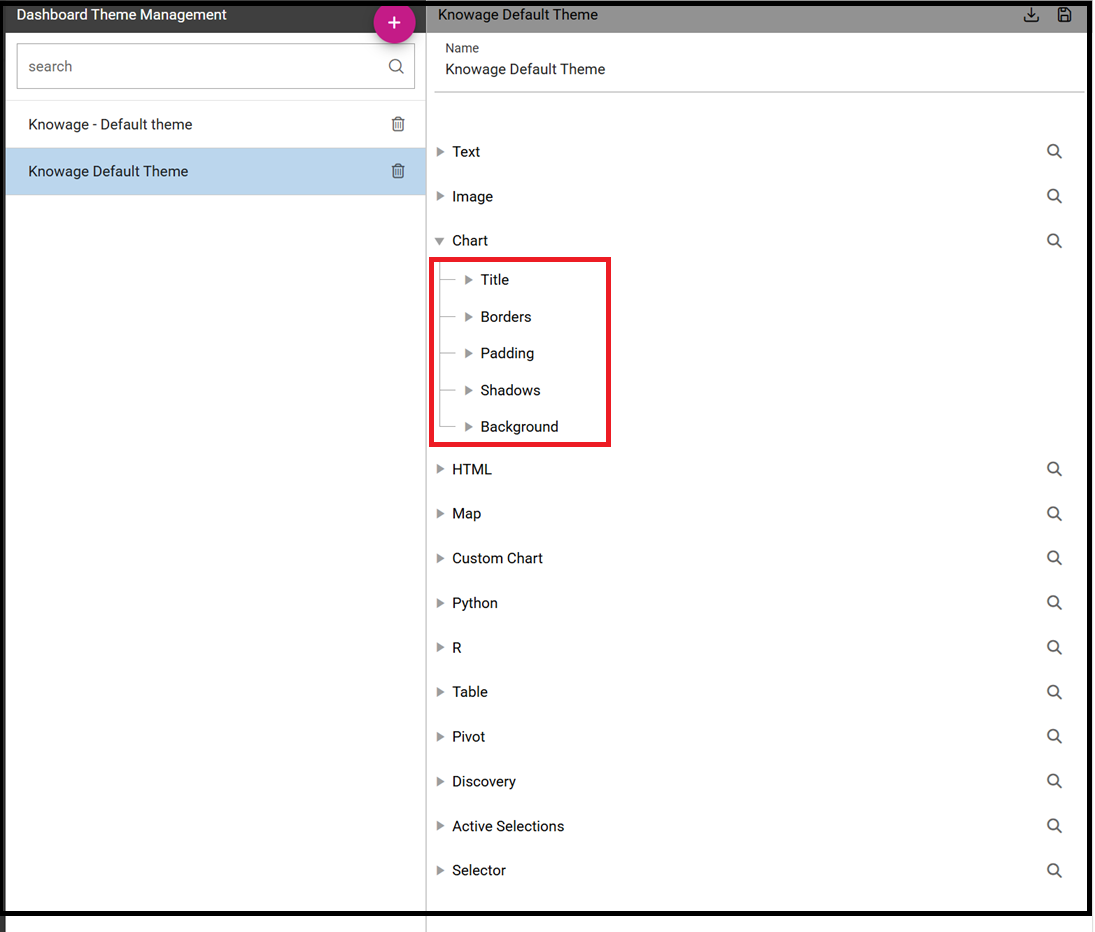 Dashboard Theme Management
+
search
Knowage - Default theme
Knowage Default Theme
Knowage Default Theme
Name
Knowage Default Theme
Text
Image
Chart
Title
Borders
Padding
Shadows
Background
HTML
Map
Custom Chart
Python
R
Table
Pivot
Discovery
Active Selections
Selector